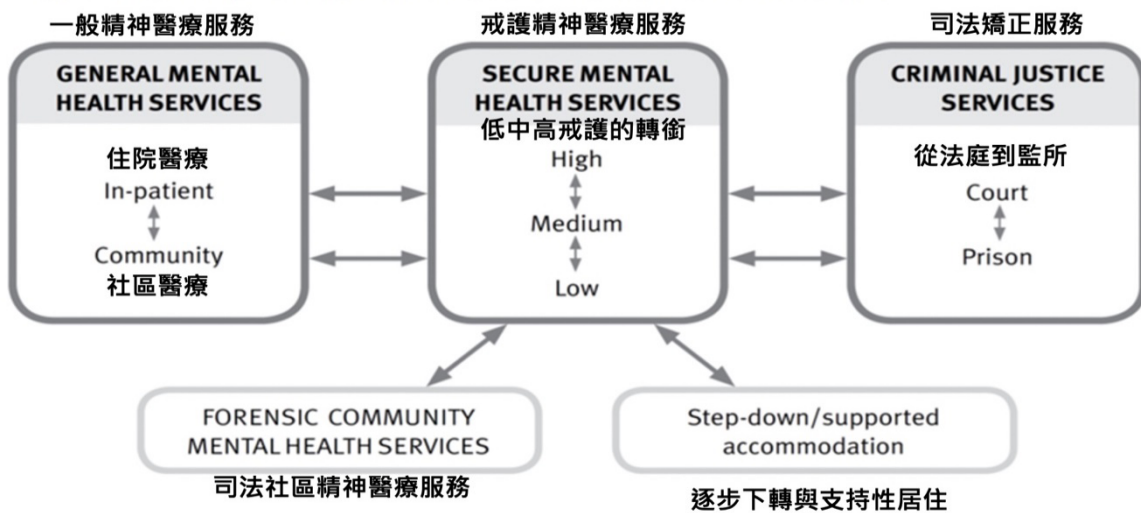 一般精神醫療服務
GENERAL MENTAL
HEALTH SERVICES
住院醫療
In-patient
Community
社區醫療
戒護精神醫療服務
SECURE MENTAL
HEALTH SERVICES
低中高戒護的轉銜
High
Medium
Low
司法矯正服務
CRIMINAL JUSTICE
SERVICES
從法庭到監所
Court
Prison
FORENSIC COMMUNITY
MENTAL HEALTH SERVICES
司法社區精神醫療服務
Step-down/supported
accommodation
逐步下轉與支持性居住